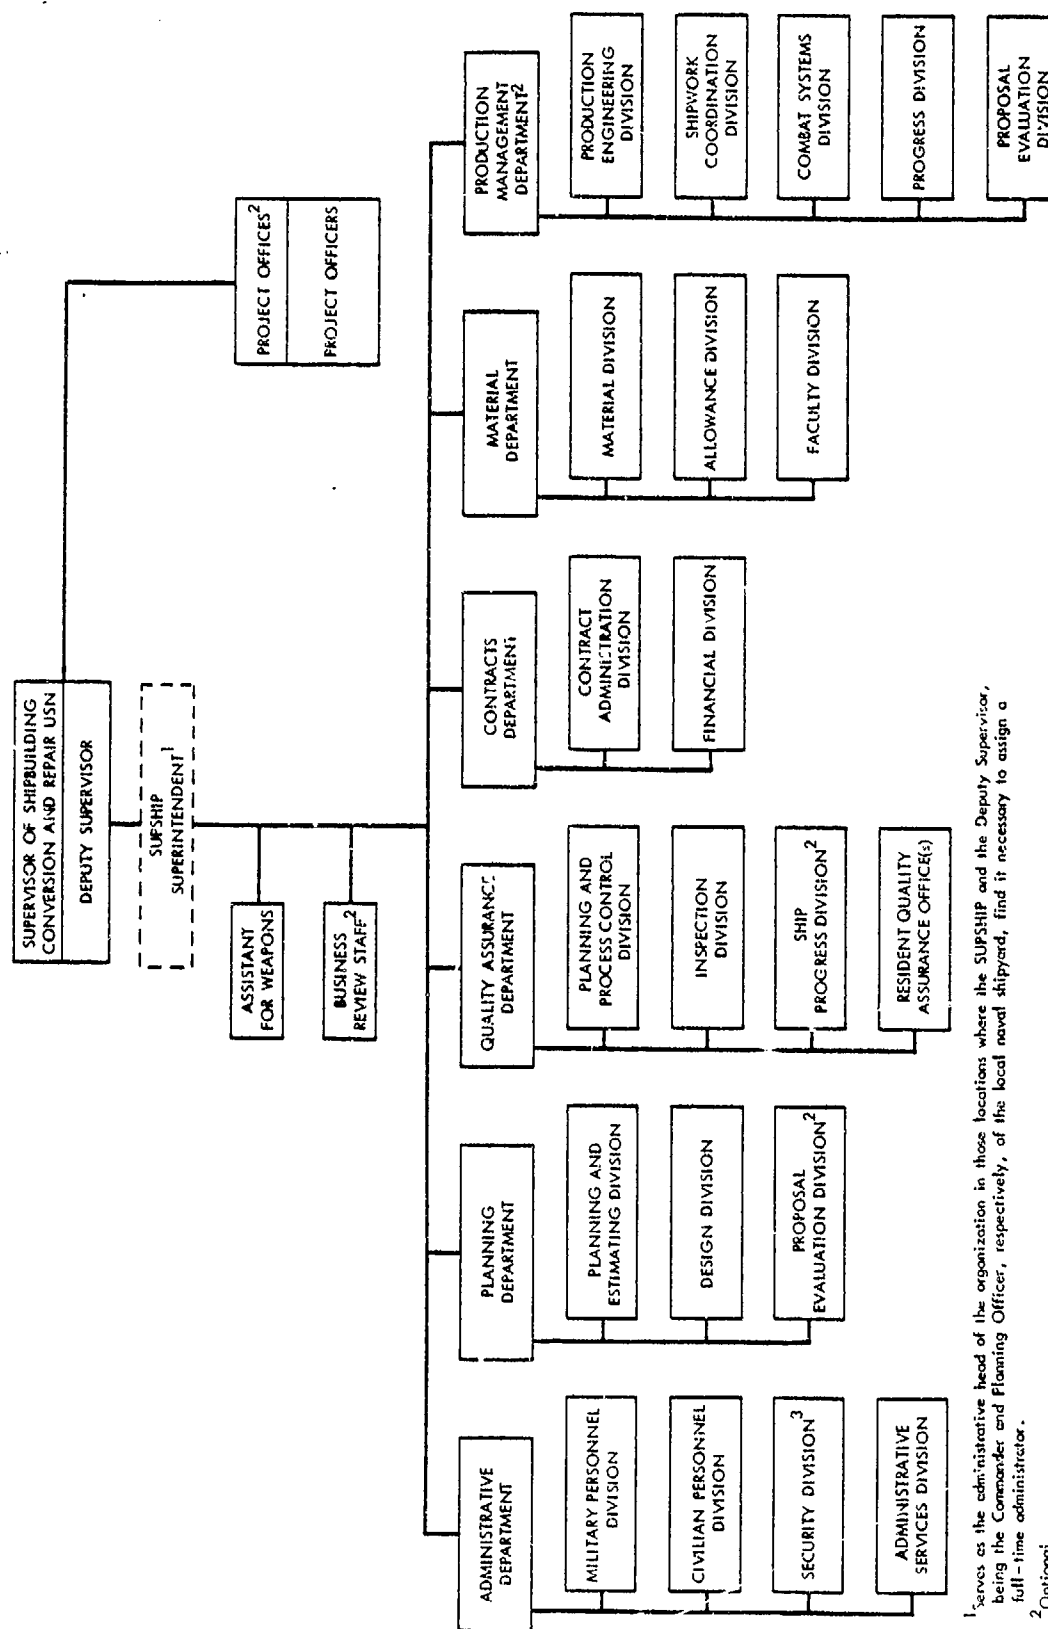 SUPERVISOR OF SHIPBUILDING
CONVERSION AND REPAIR USN
DEPUTY SUPERVISOR
SUPSHIP
SUPERINTENDENT1
PROJECT OFFICES2
PROJECT OFFICERS
ASSISTANT
FOR WEAPONS
BUSINESS
REVIEW STAFF2
ADMINISTRATIVE
DEPARTMENT
MILITARY PERSONNEL
DIVISION
CIVILIAN PERSONNEL
DIVISION
SECURITY DIVISION3
ADMINISTRATIVE
SERVICES DIVISION
PLANNING
DEPARTMENT
PLANNING AND
ESTIMATING DIVISION
DESIGN DIVISION
PROPOSAL
EVALUATION DIVISION2
QUALITY ASSURANCE
DEPARTMENT
PLANNING AND
PROCESS CONTROL
DIVISION
INSPECTION
DIVISION
SHIP
PROGRESS DIVISION2
RESIDENT QUALITY
ASSURANCE OFFICE(s)
CONTRACTS
DEPARTMENT
CONTRACT
ADMINISTRATION
DIVISION
FINANCIAL DIVISION
MATERIAL
DEPARTMENT
MATERIAL DIVISION
ALLOWANCE DIVISION
FACULTY DIVISION
PRODUCTION
MANAGEMENT
DEPARTMENT2
PRODUCTION
ENGINEERING
DIVISION
SHIPWORK
COORDINATION
DIVISION
COMBAT SYSTEMS
DIVISION
PROGRESS DIVISION
PROPOSAL
EVALUATION
DIVISION
1Serves as the administrative head of the organization in those locations where the SUPSHIP and the Deputy Supervisor,
being the Commander and Planning Officer, respectively, of the local naval shipyard, find it necessary to assign a
full-time administrator.
2Optional